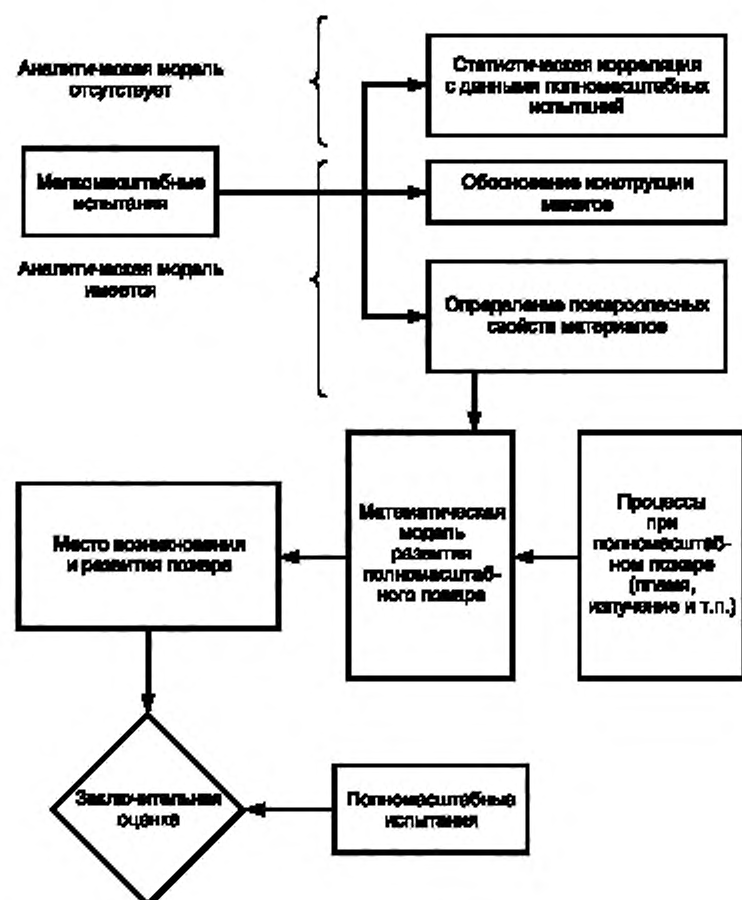 Аналитическая модель
отсутствует
Статистическая корреляция
с данными полномасштабных
испытаний
Мелкомасштабные
испытания
Обоснование конструкции
макетов
Аналитическая модель
имеется
Определение пожароопасных
свойств материалов
Математическая
модель
развития
полномасштаб-
ного пожара
Процессы
при
полномасштаб-
ном пожаре
(пламя,
излучение и т.п.)
Место возникновения
и развития пожара
Заключительная
оценка
Полномасштабные
испытания